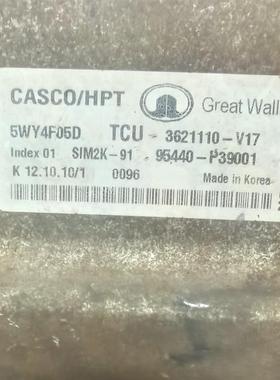 CASCO/HPT Great Wall
5WY4F05D TCU - 3621110-V17
Index 01 SIM2K-91 95440-P39001
K 12.10.10/1 0096 Made in Korea